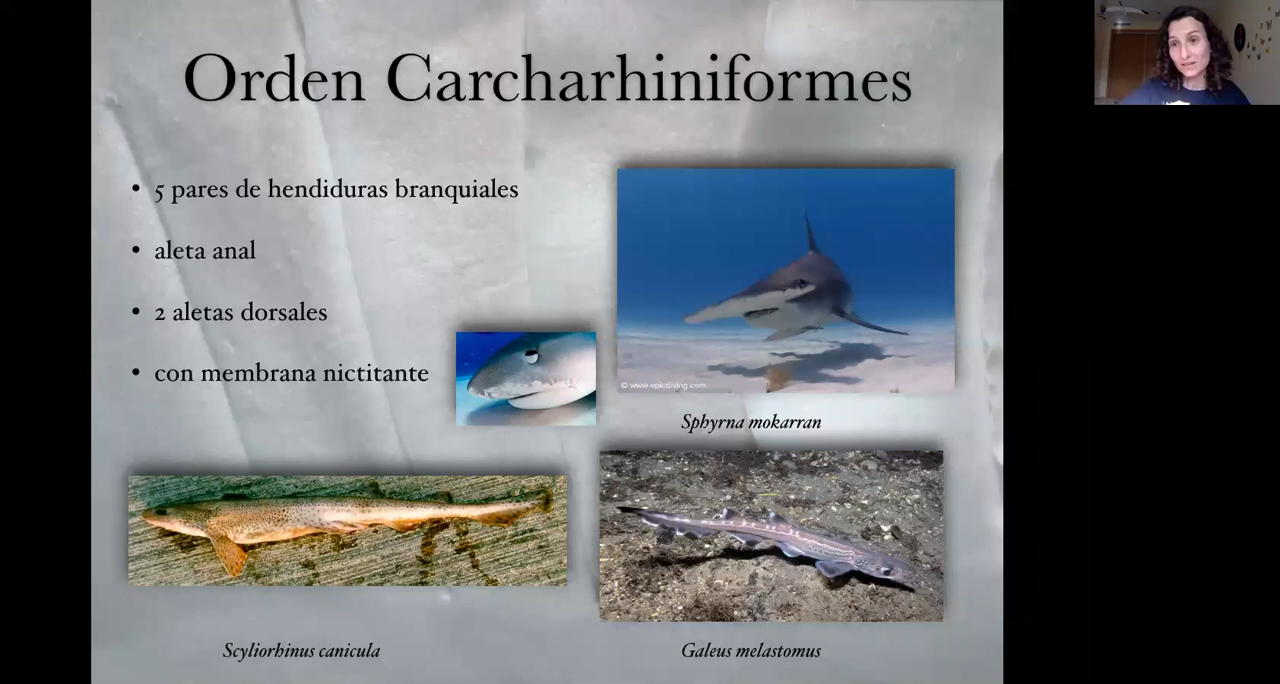 Orden Carcharhiniformes
• 5 pares de hendiduras branquiales
• aleta anal
• 2 aletas dorsales
• con membrana nictitante
© www.epicdiving.com
Sphyrna mokarran
Scyliorhinus canicula
Galeus melastomus